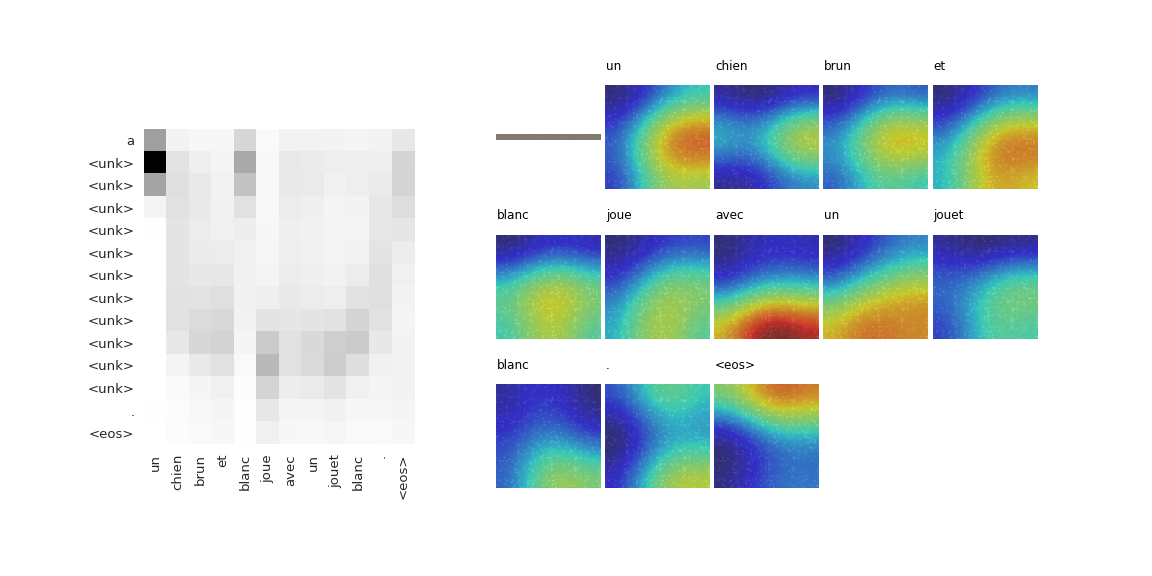 a
<unk>
<unk>
<unk>
<unk>
<unk>
<unk>
<unk>
<unk>
<unk>
<unk>
<unk>
.
<eos>
un chien brun et blanc joue avec un jouet blanc . <eos>
un chien brun et
blanc joue avec un jouet
blanc . <eos>